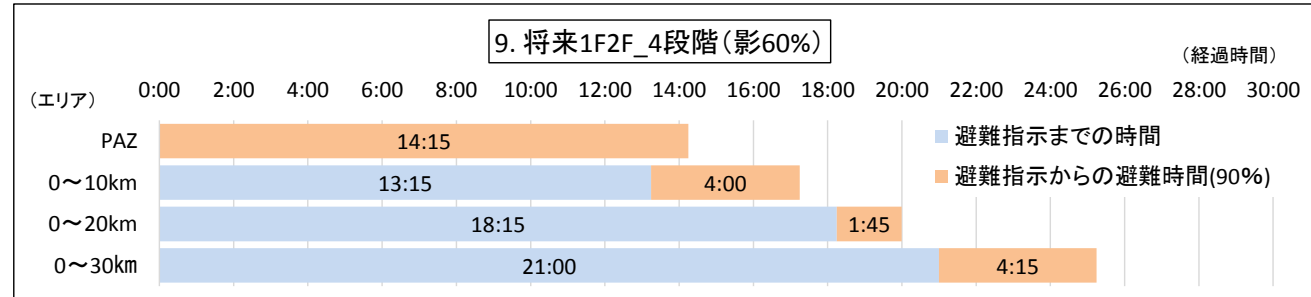 9. 将来1F2F_4段階(影60%)
（経過時間）
（エリア） 0:00 2:00 4:00 6:00 8:00 10:00 12:00 14:00 16:00 18:00 20:00 22:00 24:00 26:00 28:00 30:00
PAZ 14:15 避難指示までの時間
0～10km 13:15 4:00 避難指示からの避難時間(90%)
0～20km 18:15 1:45
0～30㎞ 21:00 4:15